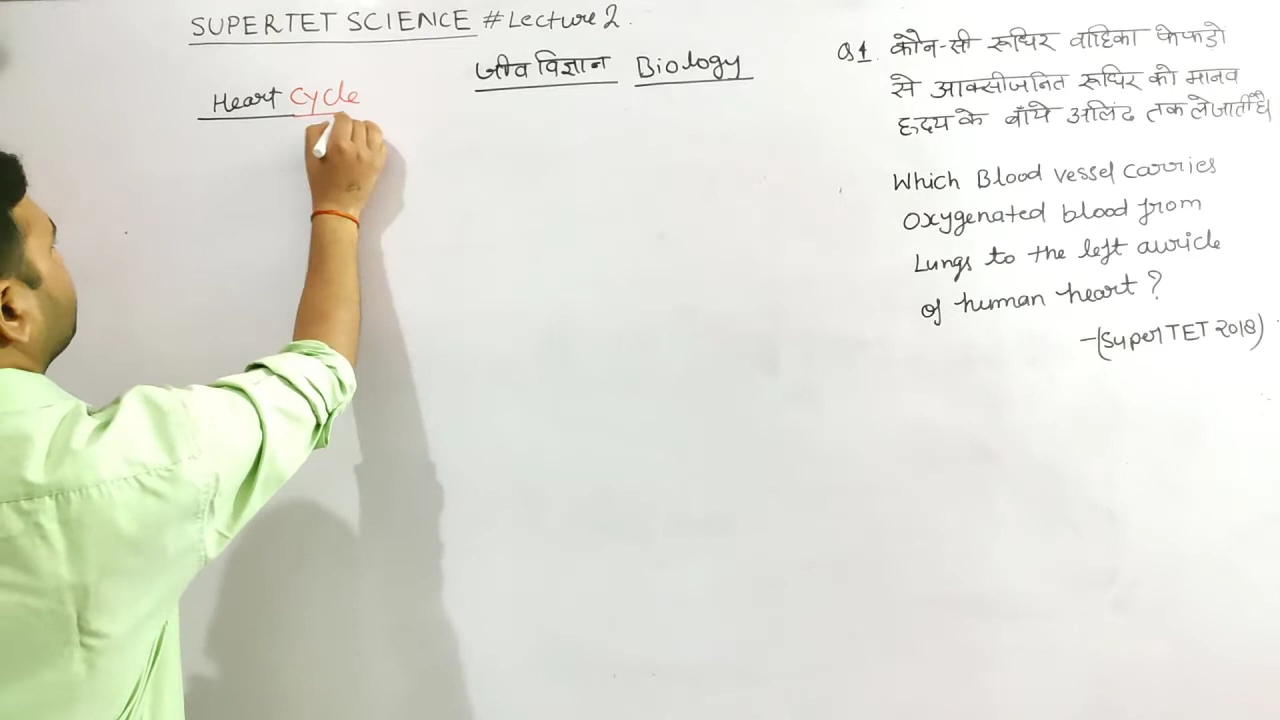 SUPERTET SCIENCE #Lecture 2.
जीव विज्ञान Biology
Heart Cycle
Q1. कौन-सी रूधिर वाहिका फेफड़ो
से आक्सीजनित रूधिर को मानव
हृदय के बाँये अलिंद तक ले जाती है।
Which Blood vessel carries
Oxygenated blood from
Lungs to the left auricle
of human heart ?
-(SuperTET 2018)